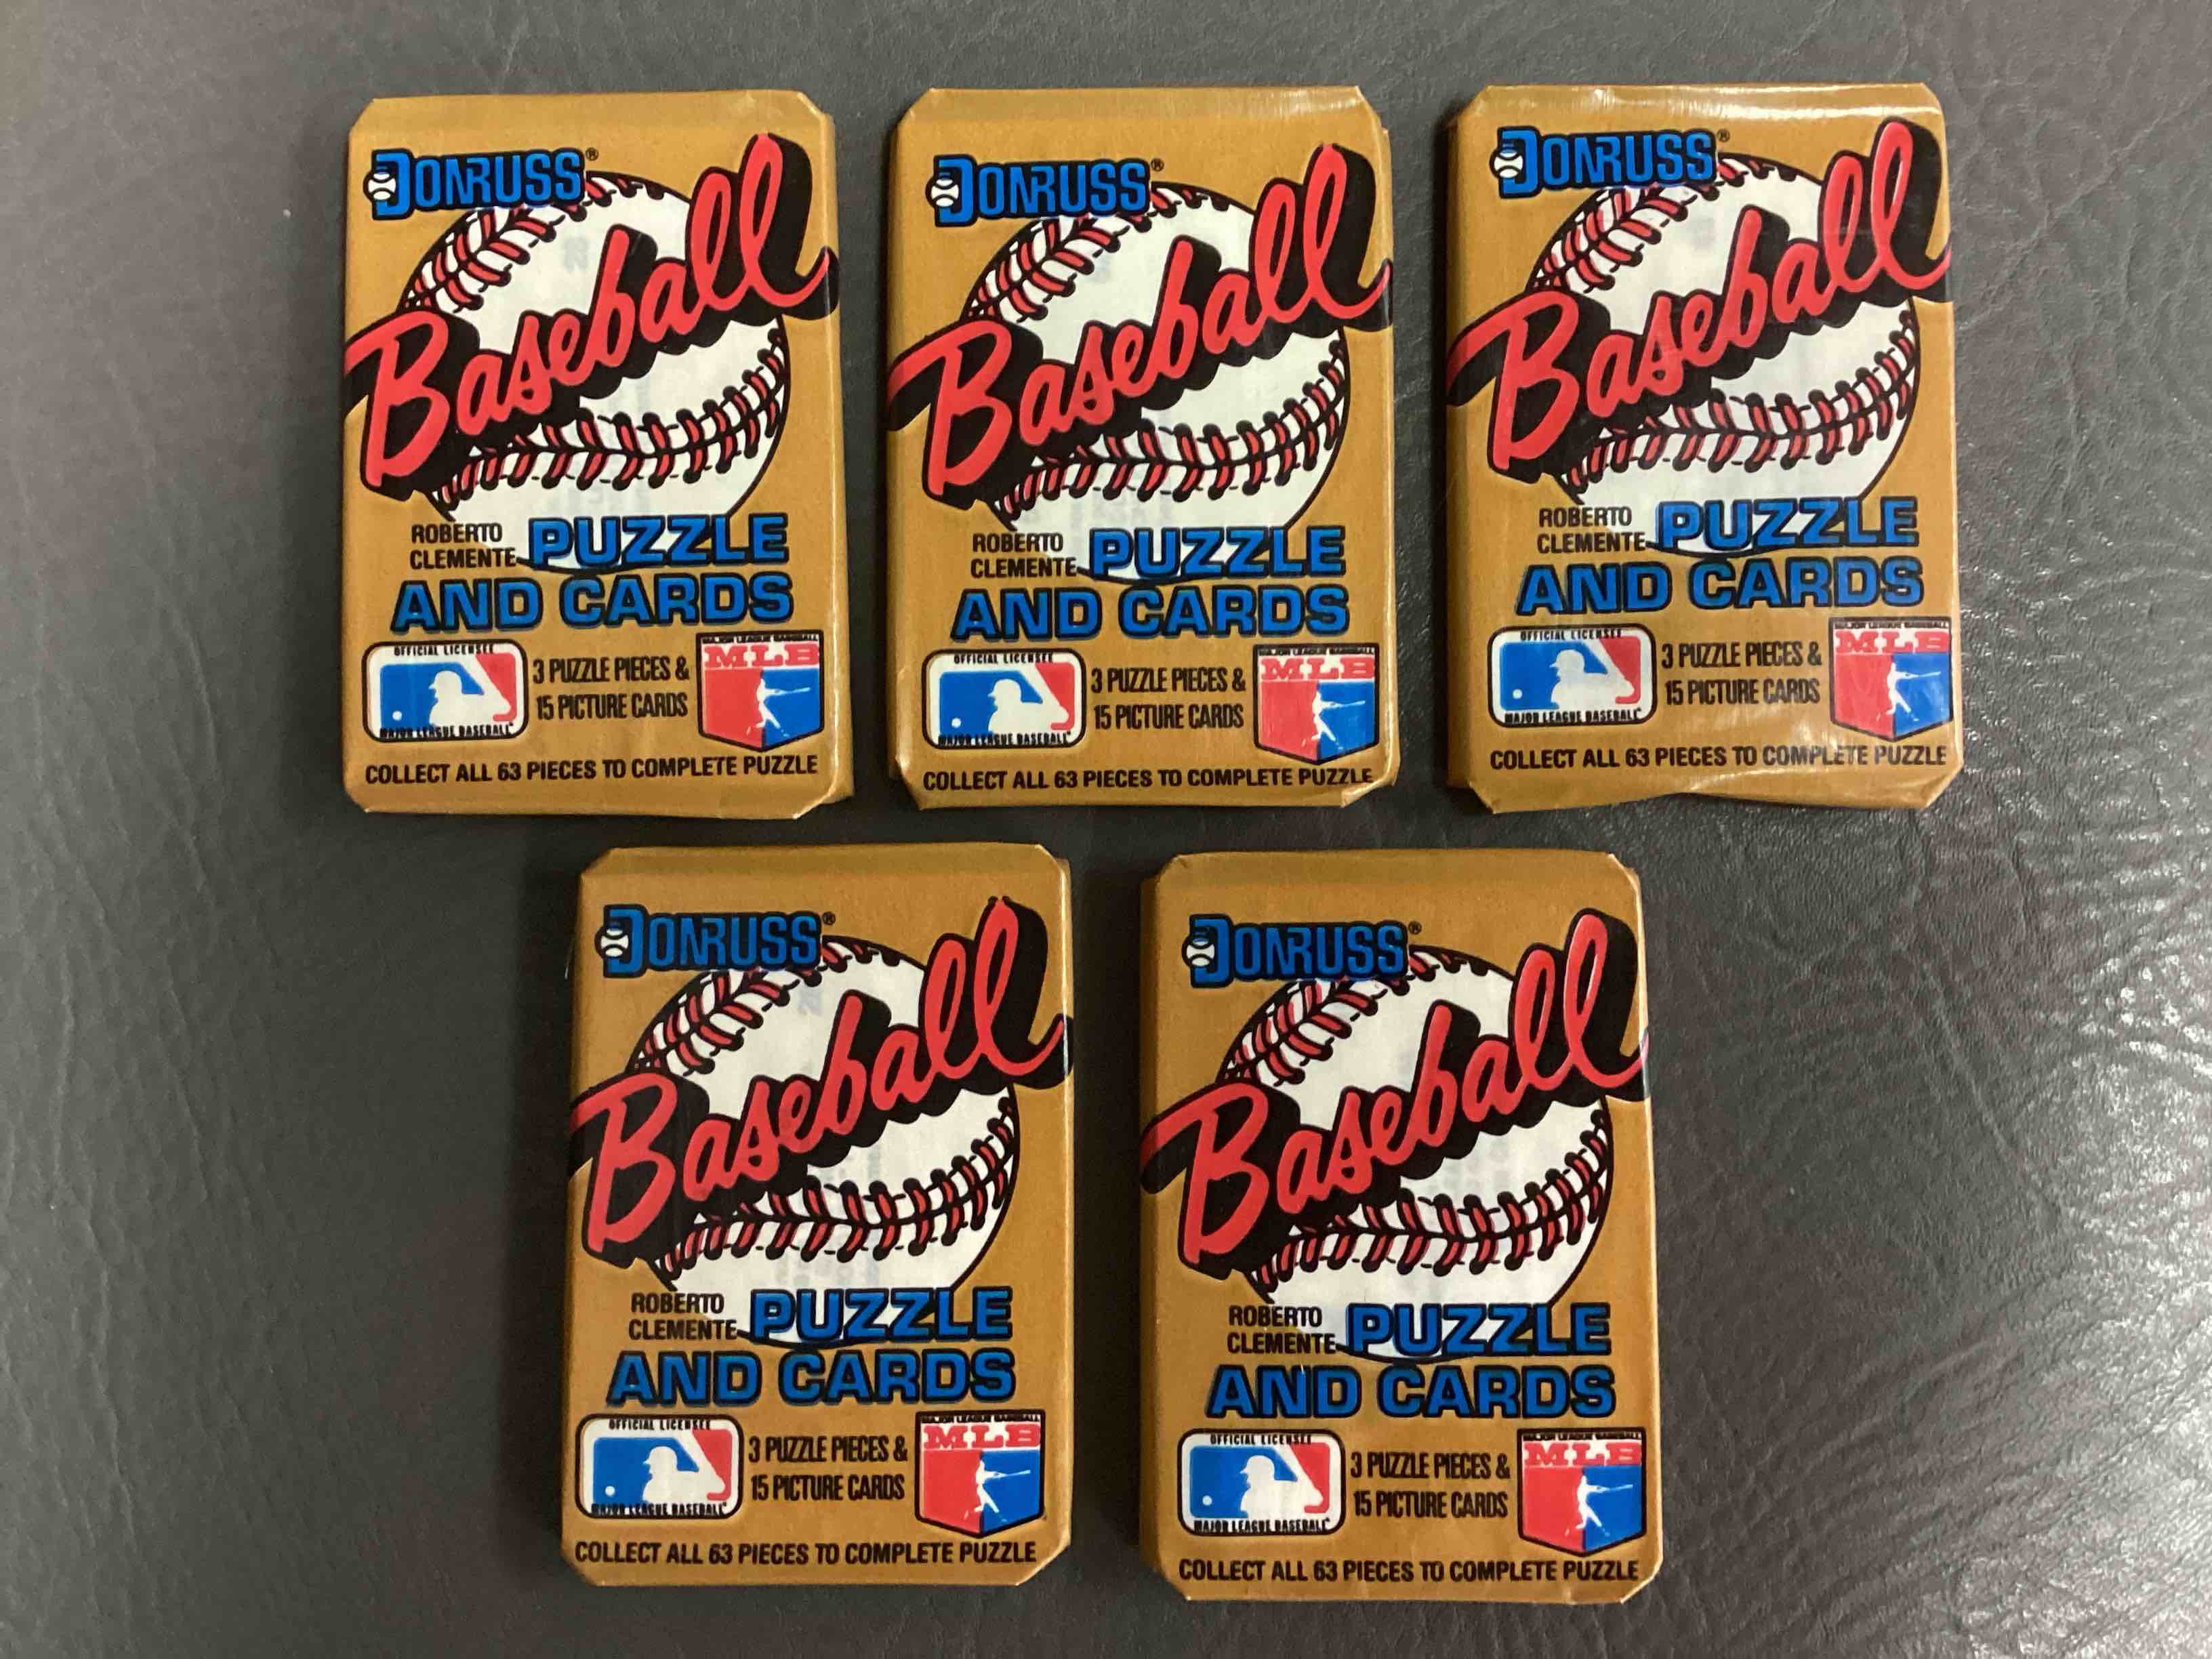 DONRUSS®
Baseball
ROBERTO
CLEMENTE
PUZZLE
AND CARDS
OFFICIAL LICENSEE
MAJOR LEAGUE BASEBALL
3 PUZZLE PIECES &
15 PICTURE CARDS
MAJOR LEAGUE BASEBALL
MLB
COLLECT ALL 63 PIECES TO COMPLETE PUZZLE
DONRUSS®
Baseball
ROBERTO
CLEMENTE
PUZZLE
AND CARDS
OFFICIAL LICENSEE
MAJOR LEAGUE BASEBALL
3 PUZZLE PIECES &
15 PICTURE CARDS
MAJOR LEAGUE BASEBALL
MLB
COLLECT ALL 63 PIECES TO COMPLETE PUZZLE
DONRUSS®
Baseball
ROBERTO
CLEMENTE
PUZZLE
AND CARDS
OFFICIAL LICENSEE
MAJOR LEAGUE BASEBALL
3 PUZZLE PIECES &
15 PICTURE CARDS
MAJOR LEAGUE BASEBALL
MLB
COLLECT ALL 63 PIECES TO COMPLETE PUZZLE
DONRUSS®
Baseball
ROBERTO
CLEMENTE
PUZZLE
AND CARDS
OFFICIAL LICENSEE
MAJOR LEAGUE BASEBALL
3 PUZZLE PIECES &
15 PICTURE CARDS
MAJOR LEAGUE BASEBALL
MLB
COLLECT ALL 63 PIECES TO COMPLETE PUZZLE
DONRUSS®
Baseball
ROBERTO
CLEMENTE
PUZZLE
AND CARDS
OFFICIAL LICENSEE
MAJOR LEAGUE BASEBALL
3 PUZZLE PIECES &
15 PICTURE CARDS
MAJOR LEAGUE BASEBALL
MLB
COLLECT ALL 63 PIECES TO COMPLETE PUZZLE